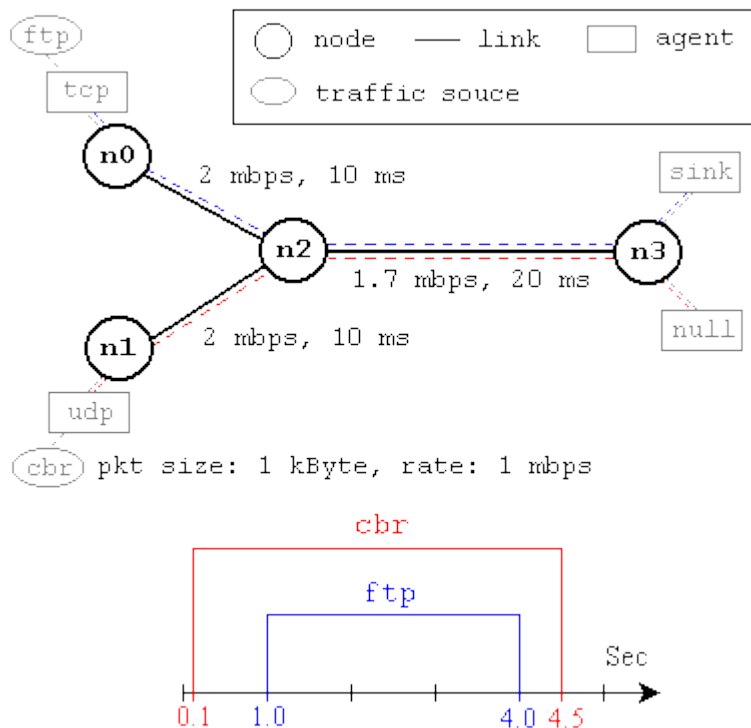 ftp
node link agent
traffic souce
tcp
n0
2 mbps, 10 ms
sink
n2
n3
1.7 mbps, 20 ms
n1
2 mbps, 10 ms
null
udp
cbr pkt size: 1 kByte, rate: 1 mbps
cbr
ftp
Sec
0.1 1.0 4.0 4.5